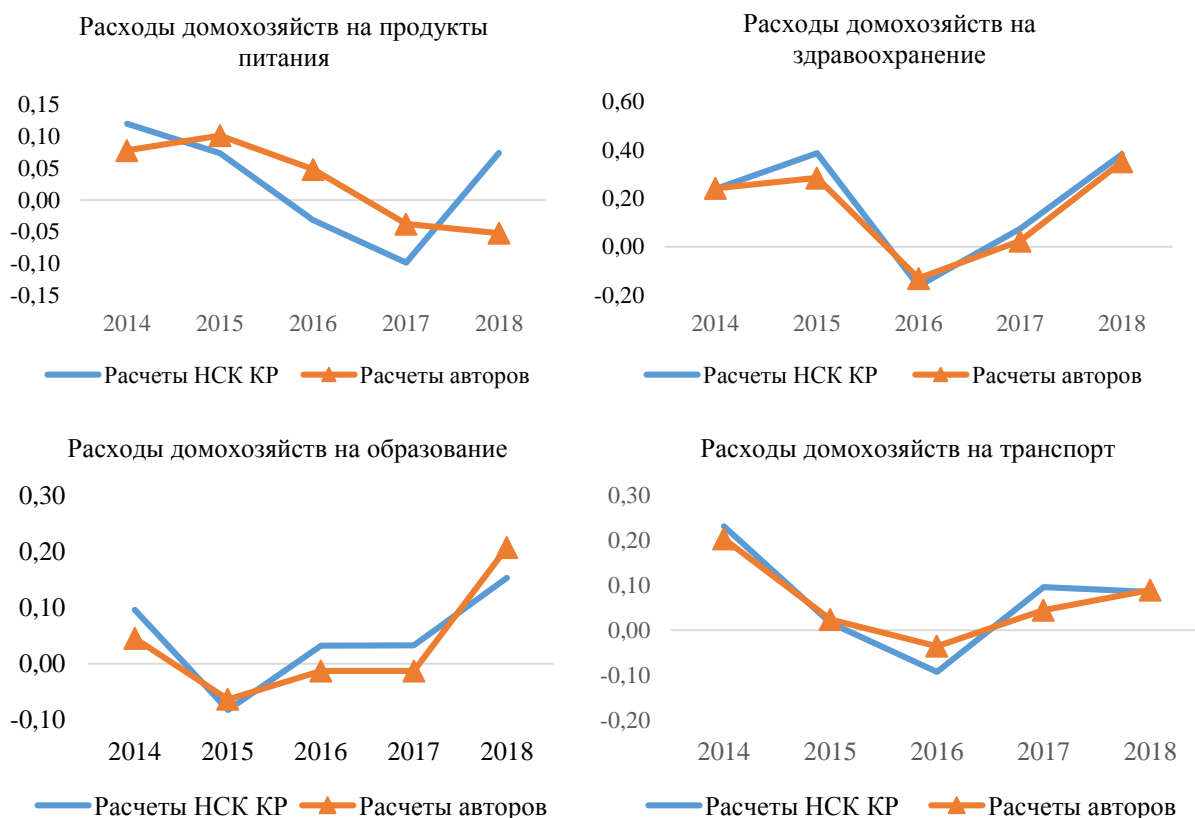 Расходы домохозяйств на продукты
питания
0,15
0,10
0,05
0,00
-0,05
-0,10
-0,15
2014 2015 2016 2017 2018
Расчеты НСК КР Расчеты авторов
Расходы домохозяйств на
здравоохранение
0,60
0,40
0,20
0,00
-0,20
2014 2015 2016 2017 2018
Расчеты НСК КР Расчеты авторов
Расходы домохозяйств на образование
0,30
0,20
0,10
0,00
-0,10
2014 2015 2016 2017 2018
Расчеты НСК КР Расчеты авторов
Расходы домохозяйств на транспорт
0,30
0,20
0,10
0,00
-0,10
-0,20
2014 2015 2016 2017 2018
Расчеты НСК КР Расчеты авторов